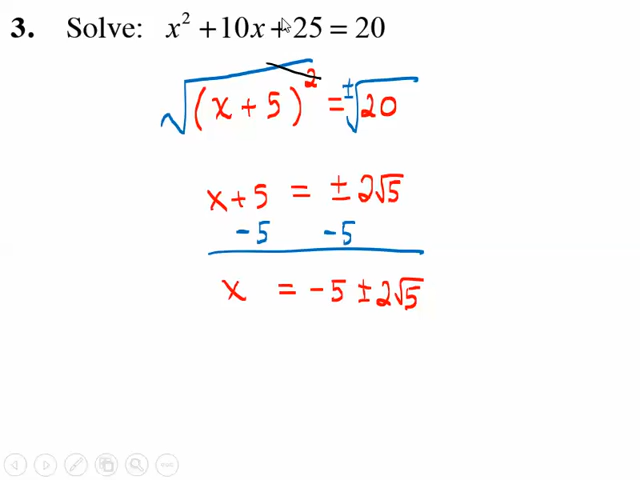 3. Solve: x² + 10x + 25 = 20
√(x + 5)² = ±√20
x + 5 = ± 2√5
-5 -5
x = -5 ± 2√5